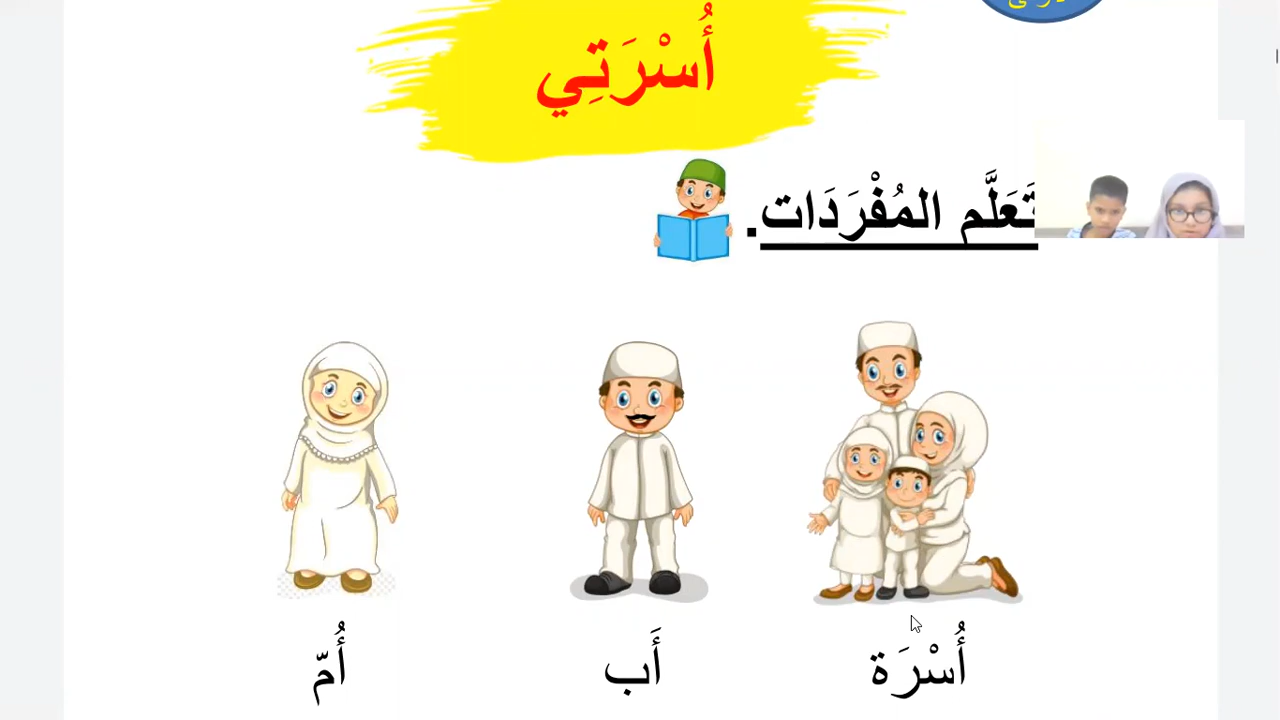 أُسْرَتِي
تَعَلَّم المُفْرَدَات.
أُسْرَة
أَب
أُمّ